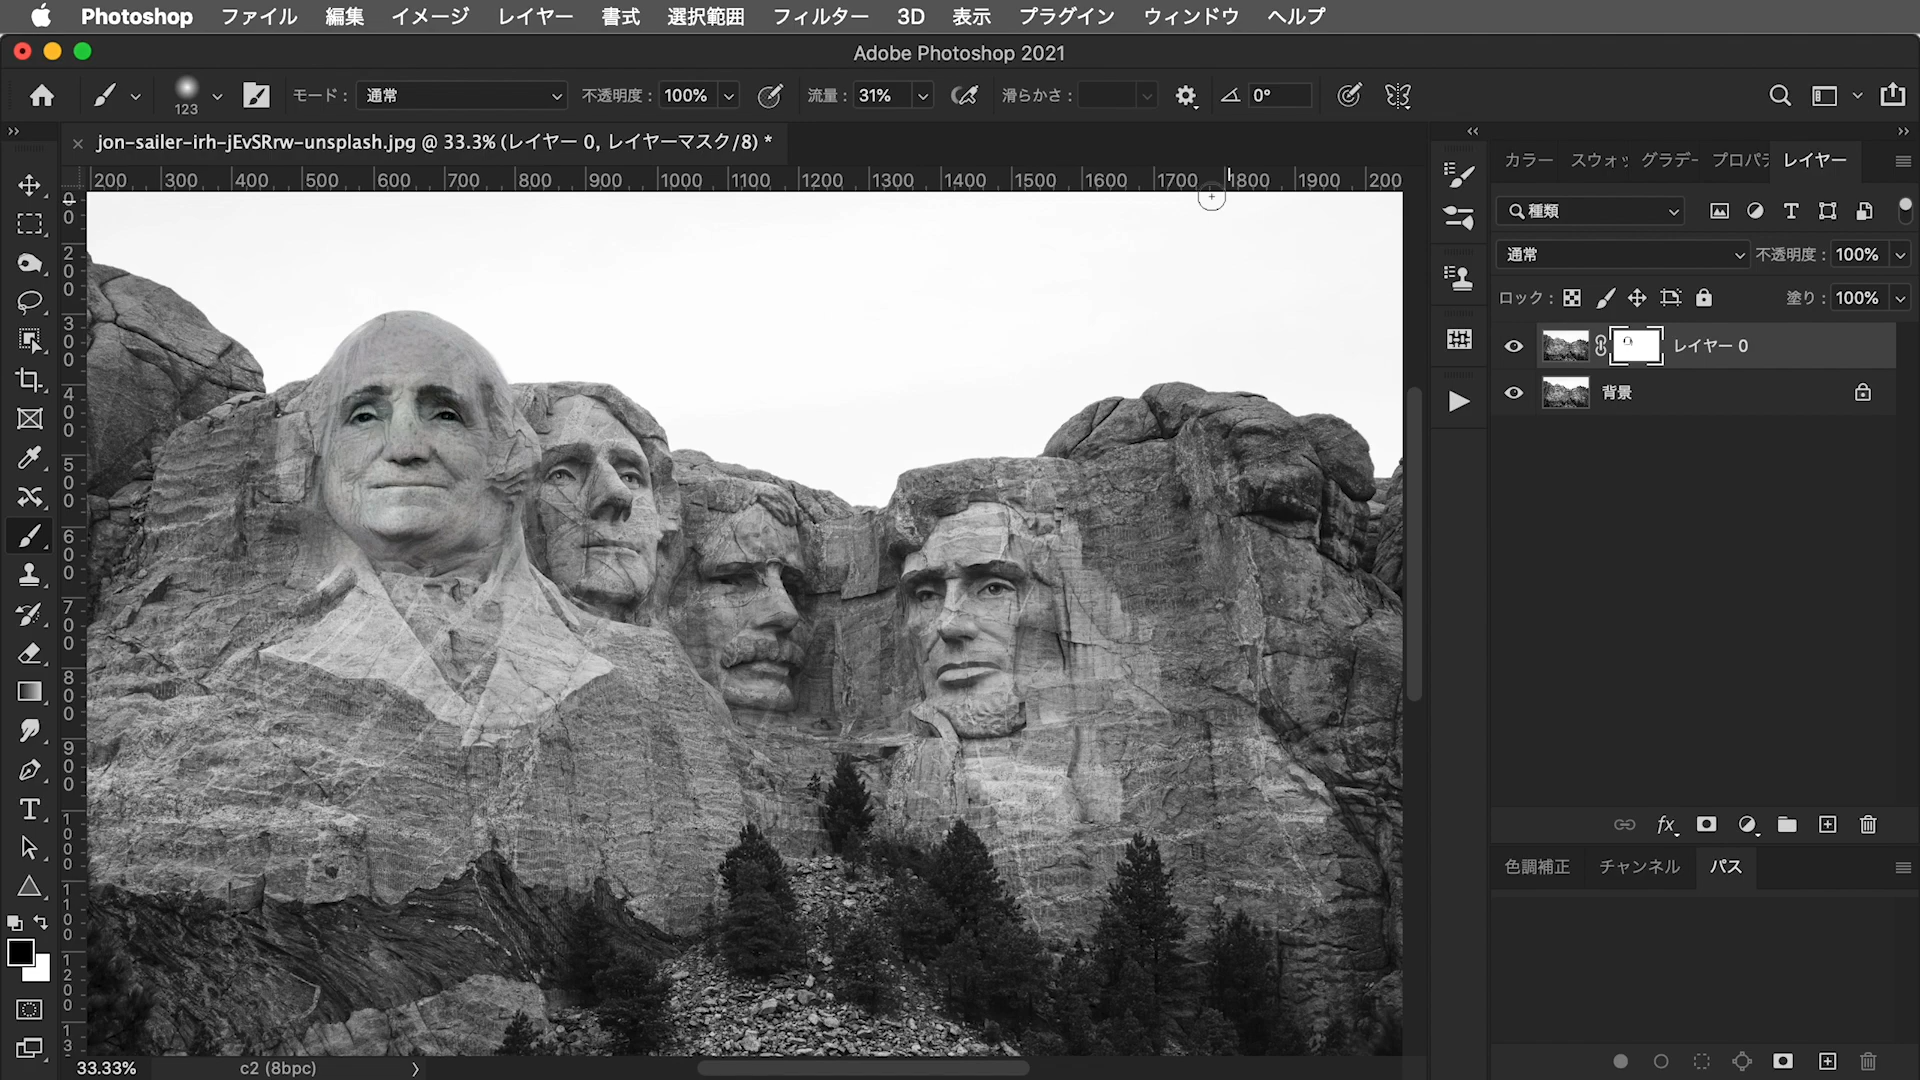 Photoshop ファイル 編集 イメージ レイヤー 書式 選択範囲 フィルター 3D 表示 プラグイン ウィンドウ ヘルプ
Adobe Photoshop 2021
123 モード： 通常 不透明度： 100% 流量： 31% 滑らかさ： 0°
jon-sailer-irh-jEvSRrw-unsplash.jpg @ 33.3% (レイヤー 0, レイヤーマスク/8) *
カラー スウォッ グラデー プロパテ レイヤー
200 300 400 500 600 700 800 900 1000 1100 1200 1300 1400 1500 1600 1700 1800 1900 200
0
200
300
400
500
600
700
800
900
1000
1100
1200
13
種類
通常 不透明度： 100%
ロック： 塗り： 100%
レイヤー 0
背景
fx
色調補正 チャンネル パス
33.33% c2 (8bpc)